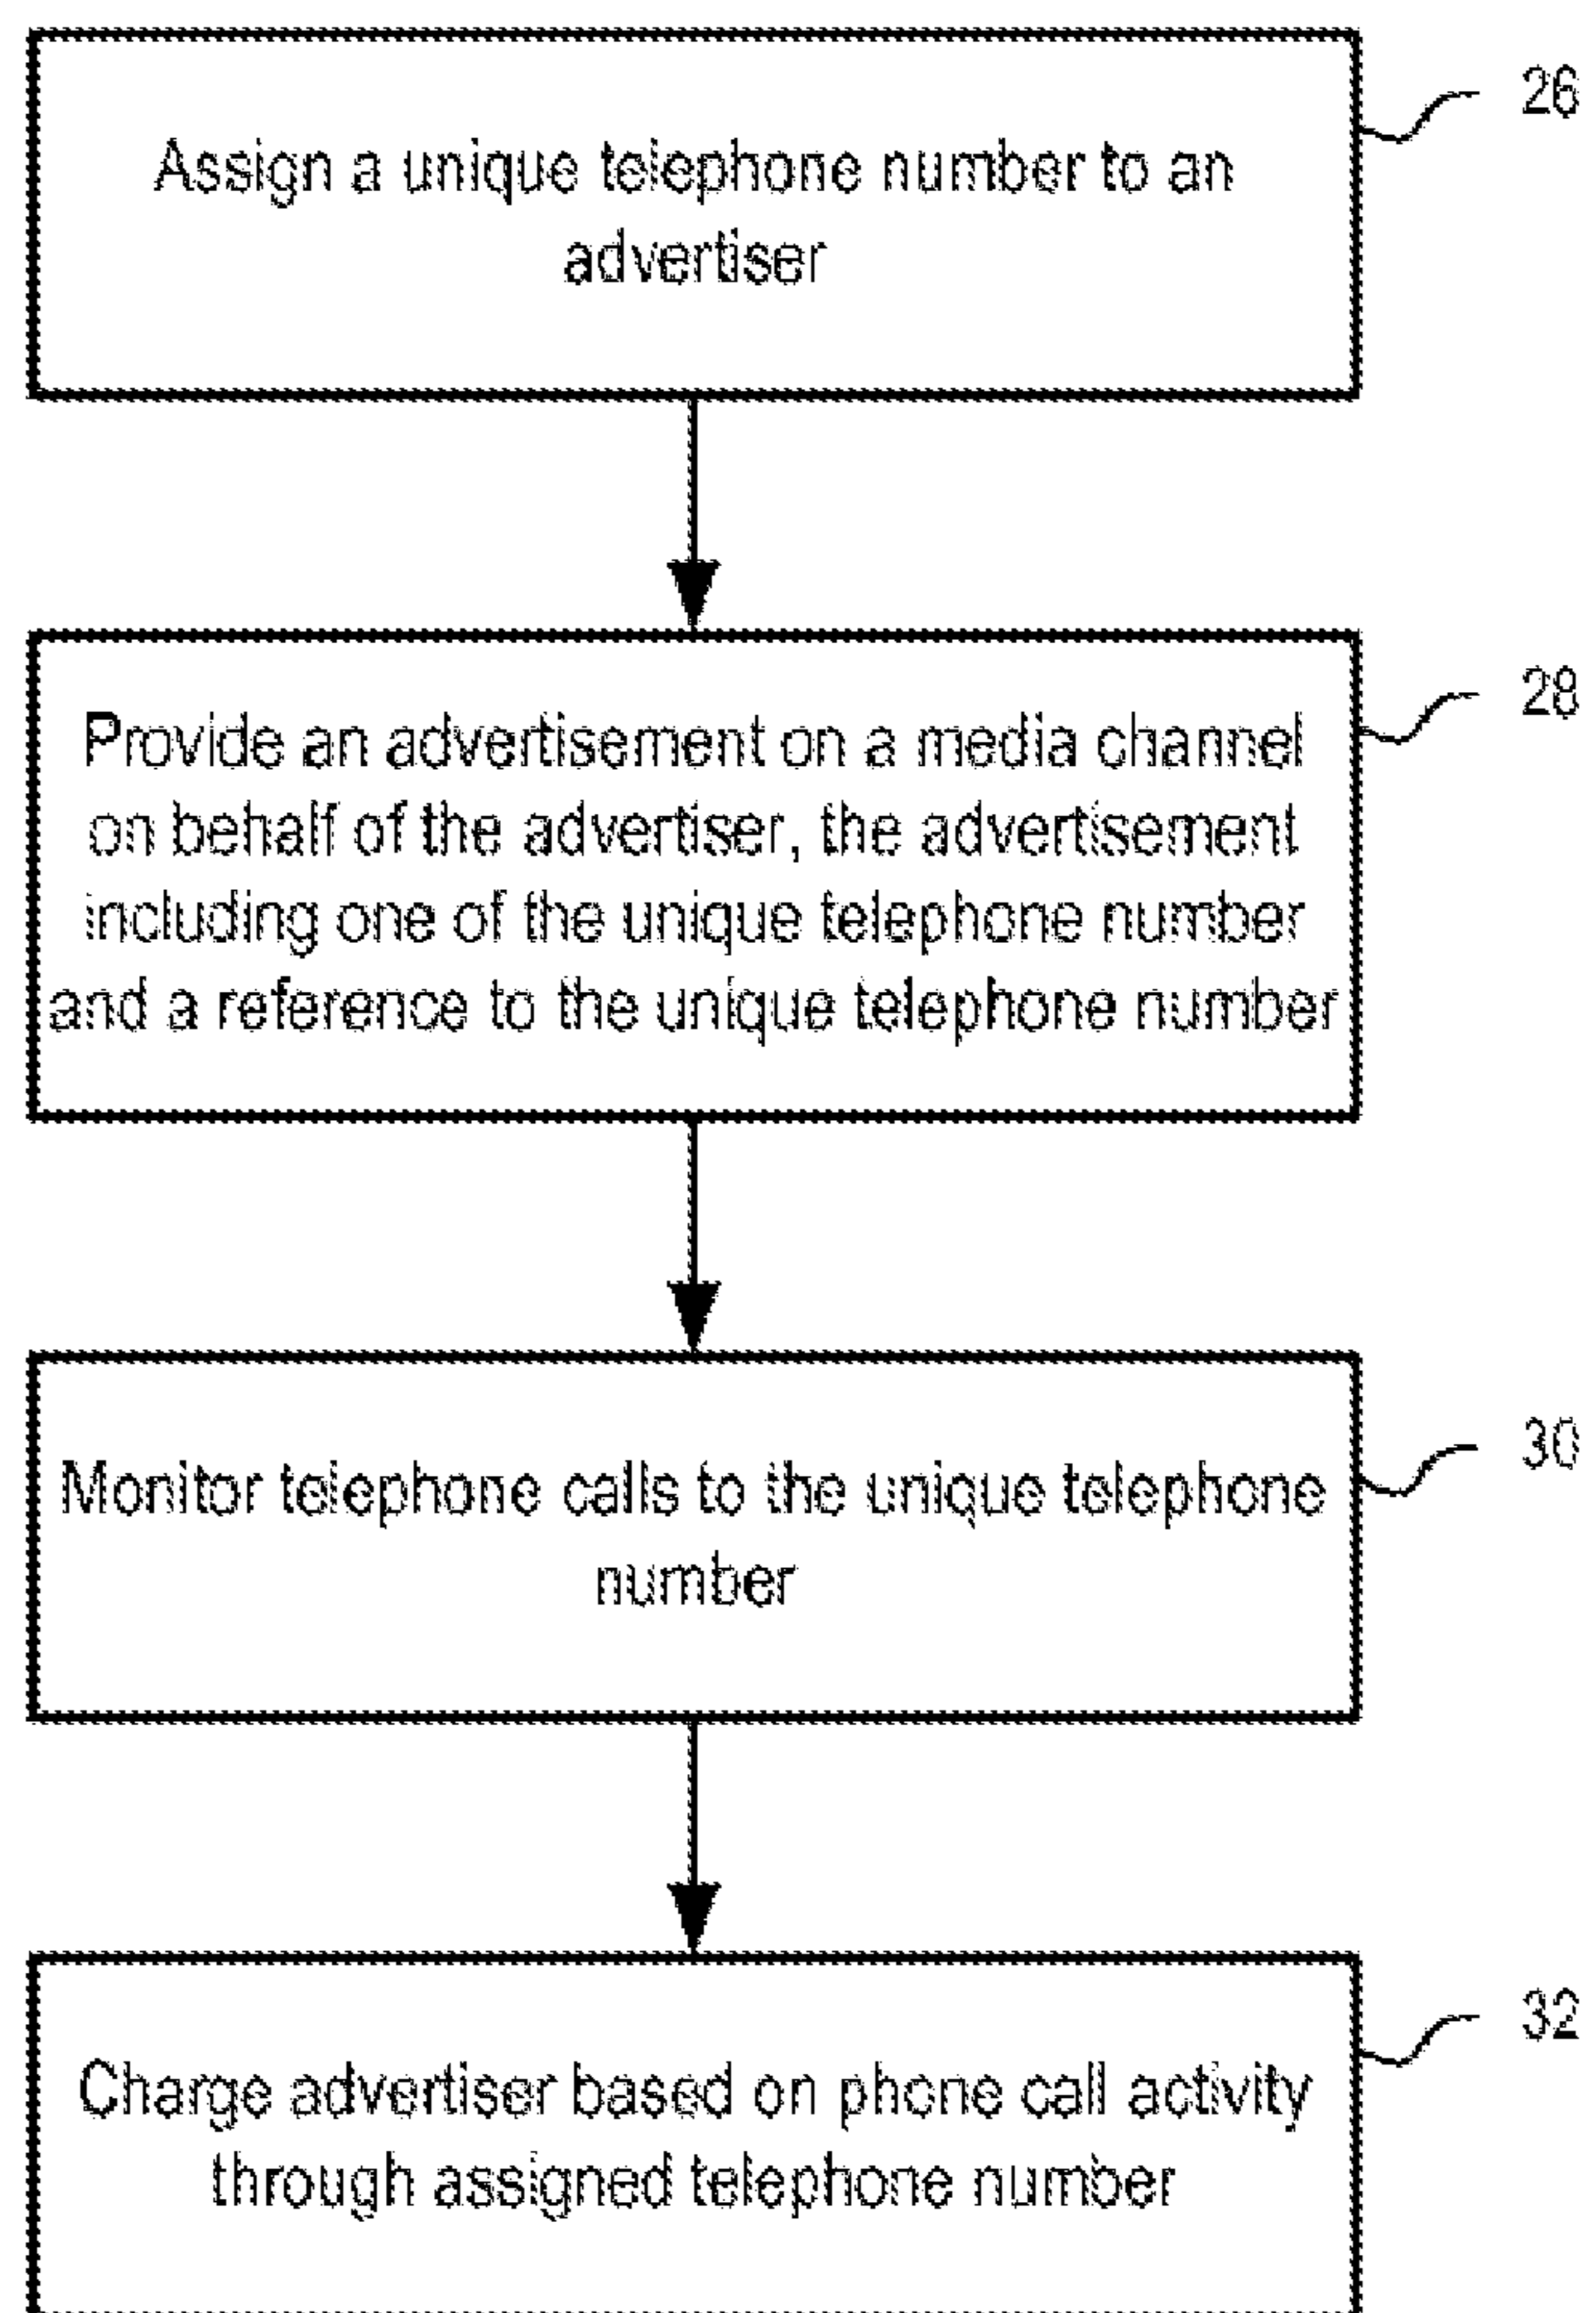 26
Assign a unique telephone number to an
advertiser
28
Provide an advertisement on a media channel
on behalf of the advertiser, the advertisement
including one of the unique telephone number
and a reference to the unique telephone number
30
Monitor telephone calls to the unique telephone
number
32
Charge advertiser based on phone call activity
through assigned telephone number